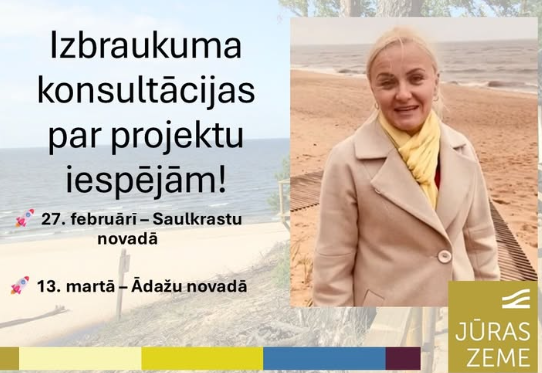 Izbraukuma
konsultācijas
par projektu
iespējām!
🚀 27. februārī – Saulkrastu
novadā
🚀 13. martā – Ādažu novadā
JŪRAS
ZEME